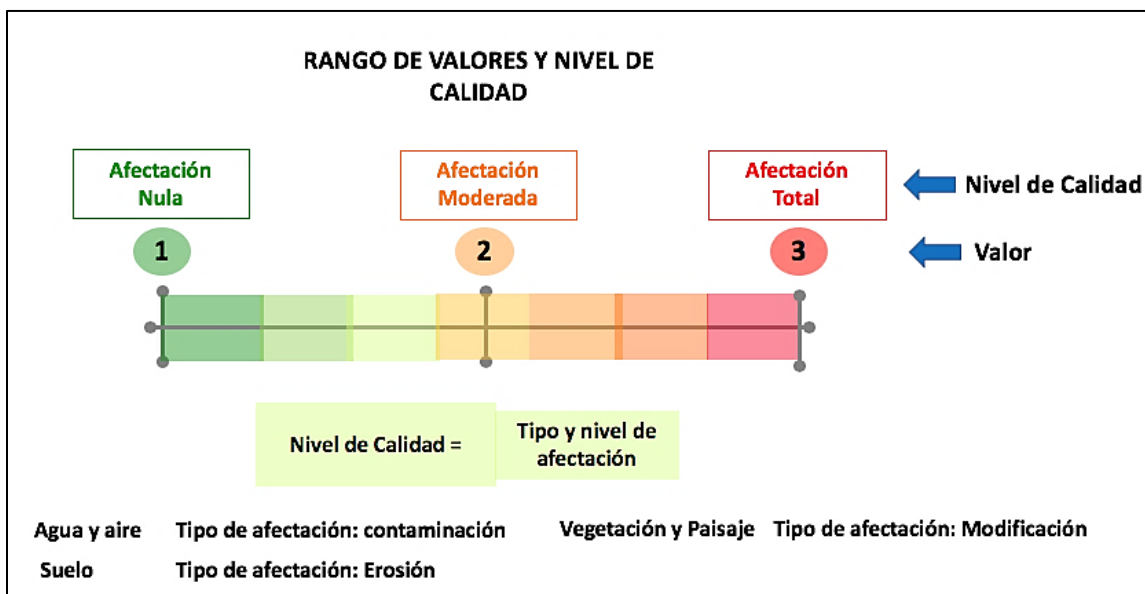 RANGO DE VALORES Y NIVEL DE
CALIDAD
Afectación
Nula
Afectación
Moderada
Afectación
Total
Nivel de Calidad
1
2
3
Valor
Nivel de Calidad =
Tipo y nivel de
afectación
Agua y aire Tipo de afectación: contaminación
Vegetación y Paisaje Tipo de afectación: Modificación
Suelo Tipo de afectación: Erosión